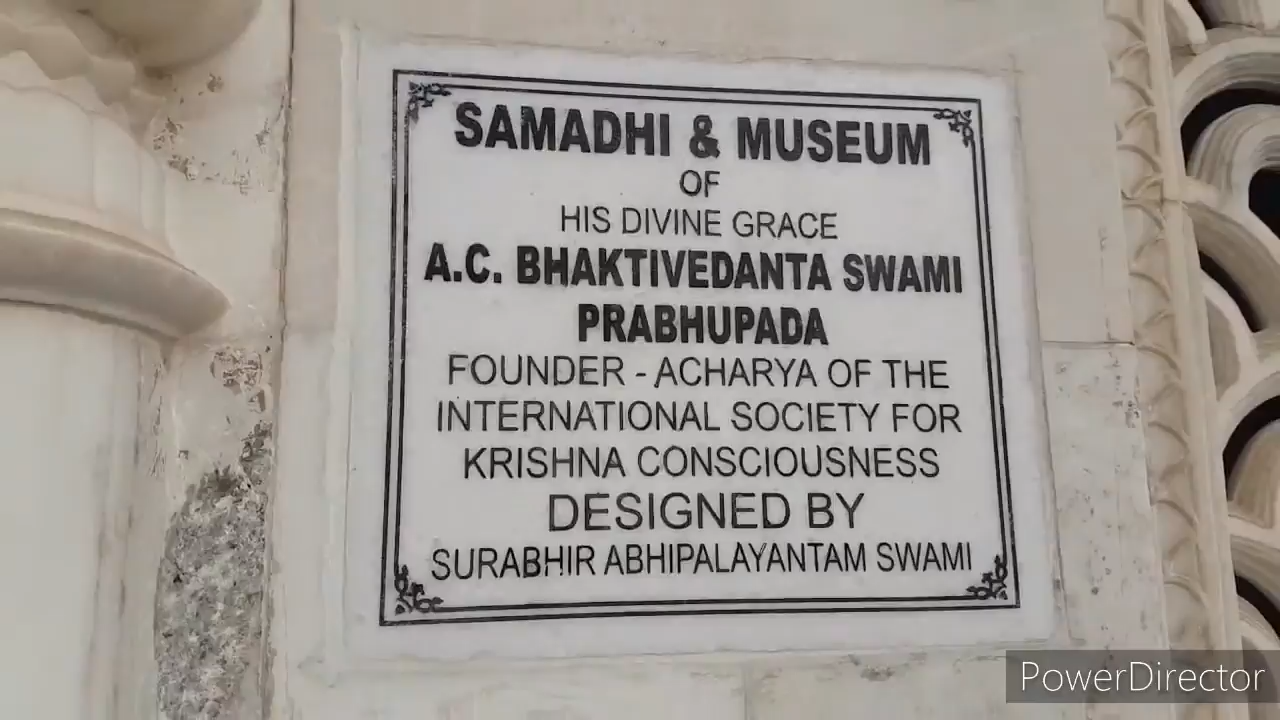 SAMADHI & MUSEUM
OF
HIS DIVINE GRACE
A.C. BHAKTIVEDANTA SWAMI
PRABHUPADA
FOUNDER - ACHARYA OF THE
INTERNATIONAL SOCIETY FOR
KRISHNA CONSCIOUSNESS
DESIGNED BY
SURABHIR ABHIPALAYANTAM SWAMI
PowerDirector